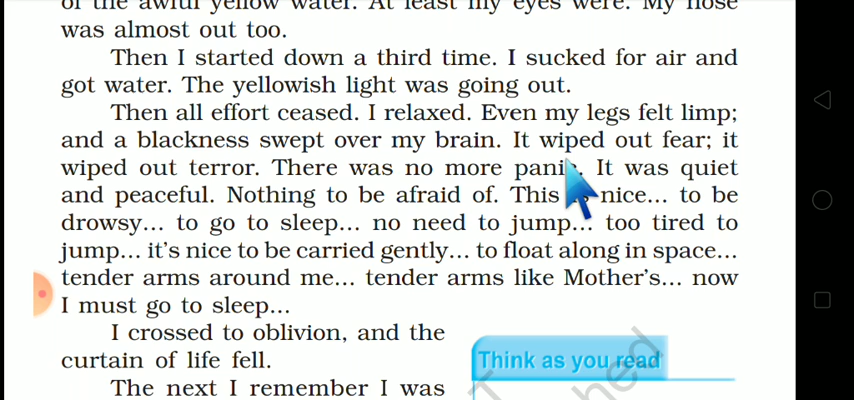 of the awful yellow water. At least my eyes were. My nose
was almost out too.
Then I started down a third time. I sucked for air and
got water. The yellowish light was going out.
Then all effort ceased. I relaxed. Even my legs felt limp;
and a blackness swept over my brain. It wiped out fear; it
wiped out terror. There was no more panic. It was quiet
and peaceful. Nothing to be afraid of. This is nice... to be
drowsy... to go to sleep... no need to jump... too tired to
jump... it's nice to be carried gently... to float along in space...
tender arms around me... tender arms like Mother's... now
I must go to sleep...
I crossed to oblivion, and the
curtain of life fell.
Think as you read
The next I remember I was